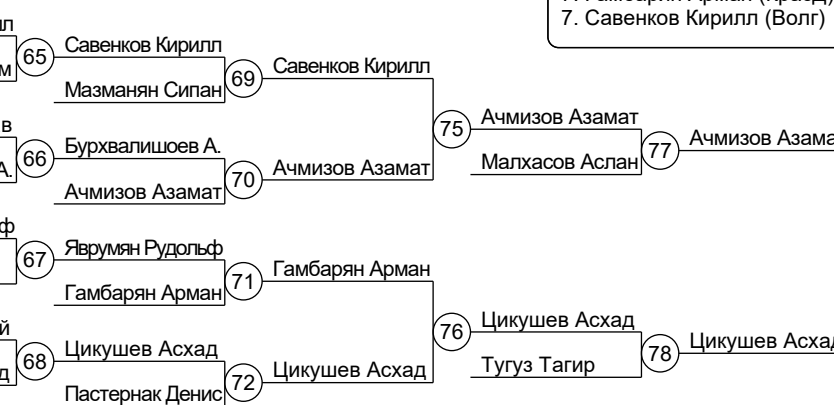 7. Савенков Кирилл (Волг)
65
Савенков Кирилл
Мазманян Сипан
69
Савенков Кирилл
75
Ачмизов Азамат
Малхасов Аслан
77
Ачмизов Азама
66
Бурхвалишоев А.
Ачмизов Азамат
70
Ачмизов Азамат
67
Яврумян Рудольф
Гамбарян Арман
71
Гамбарян Арман
76
Цикушев Асхад
Тугуз Тагир
78
Цикушев Асхад
68
Цикушев Асхад
Пастернак Денис
72
Цикушев Асхад